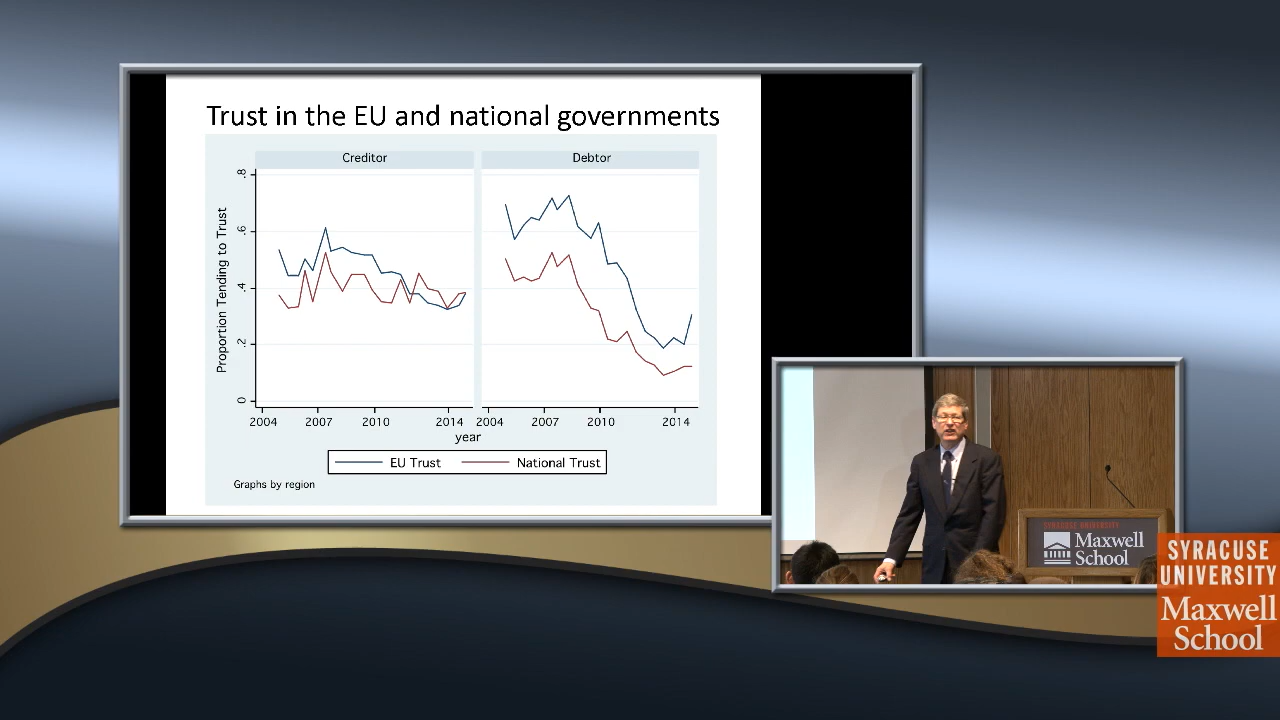 Trust in the EU and national governments
Creditor
Debtor
Proportion Tending to Trust
.8
.6
.4
.2
0
2004 2007 2010 2014
2004 2007 2010 2014
year
EU Trust National Trust
Graphs by region
SYRACUSE UNIVERSITY
Maxwell
School
SYRACUSE
UNIVERSITY
Maxwell
School